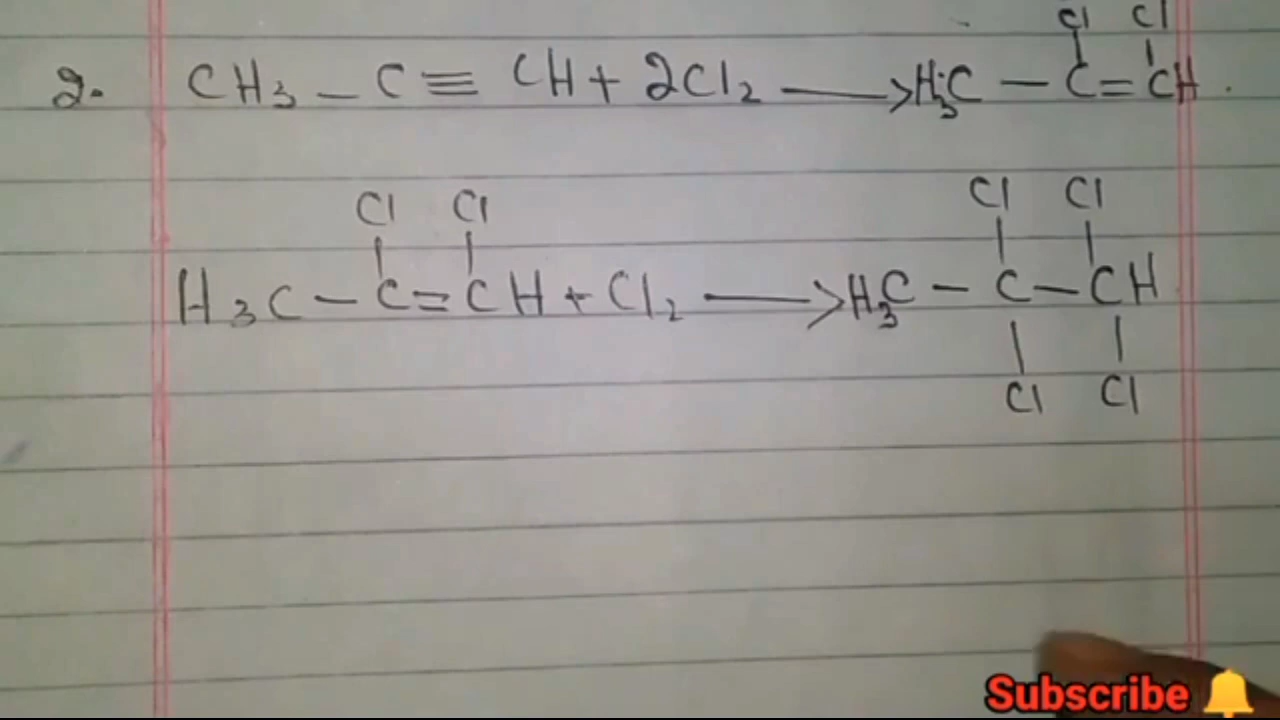 Cl Cl
2. CH₃ – C ≡ CH + 2Cl₂ ⟶ H₃C – C = CH .
Cl Cl Cl Cl
H₃C – C = CH + Cl₂ ⟶ H₃C – C – CH
Cl Cl
Subscribe